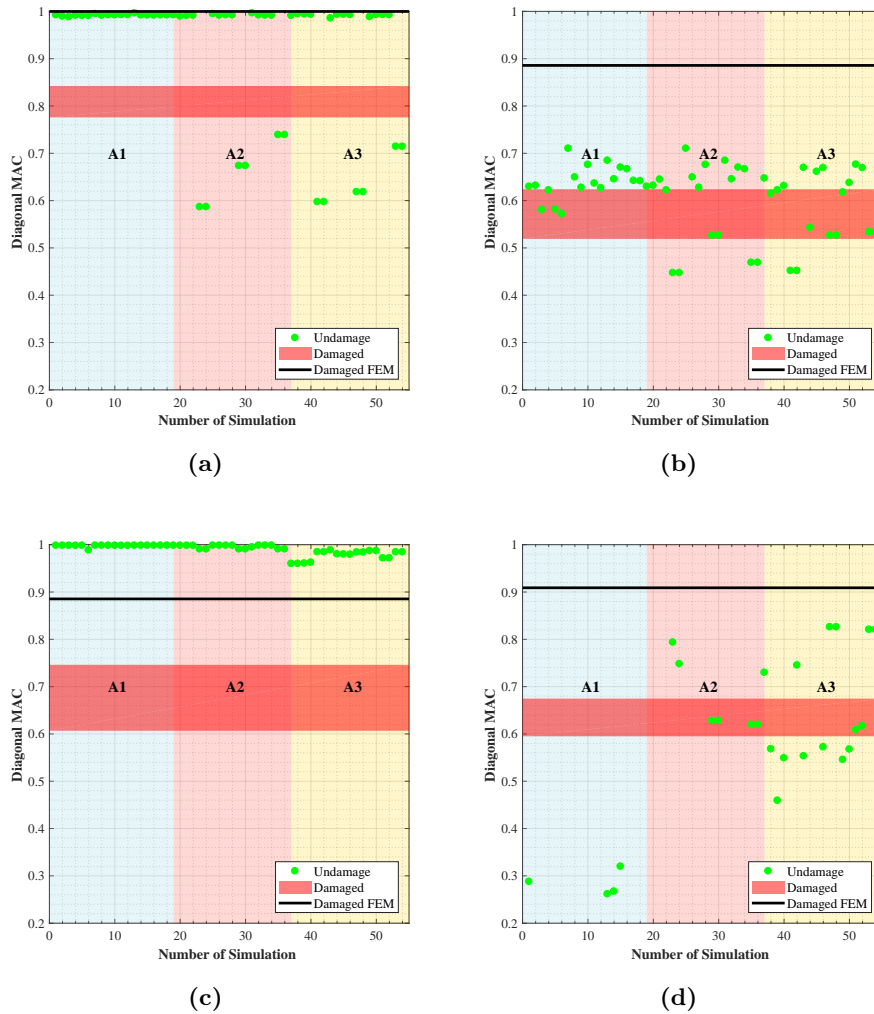 1
0.9
0.8
0.7
0.6
0.5
0.4
0.3
0.2
Diagonal MAC
A1
A2
A3
Undamage
Damaged
Damaged FEM
0 10 20 30 40 50
Number of Simulation
(a)
1
0.9
0.8
0.7
0.6
0.5
0.4
0.3
0.2
Diagonal MAC
A1
A2
A3
Undamage
Damaged
Damaged FEM
0 10 20 30 40 50
Number of Simulation
(b)
1
0.9
0.8
0.7
0.6
0.5
0.4
0.3
0.2
Diagonal MAC
A1
A2
A3
Undamage
Damaged
Damaged FEM
0 10 20 30 40 50
Number of Simulation
(c)
1
0.9
0.8
0.7
0.6
0.5
0.4
0.3
0.2
Diagonal MAC
A1
A2
A3
Undamage
Damaged
Damaged FEM
0 10 20 30 40 50
Number of Simulation
(d)